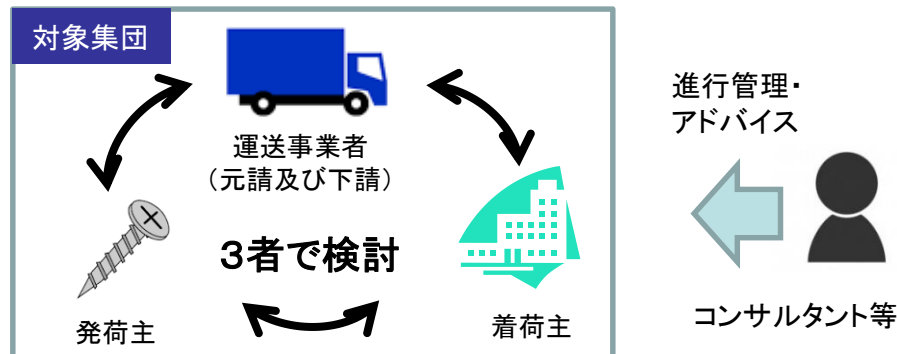 対象集団
運送事業者
（元請及び下請）
３者で検討
発荷主
着荷主
進行管理・
アドバイス
コンサルタント等